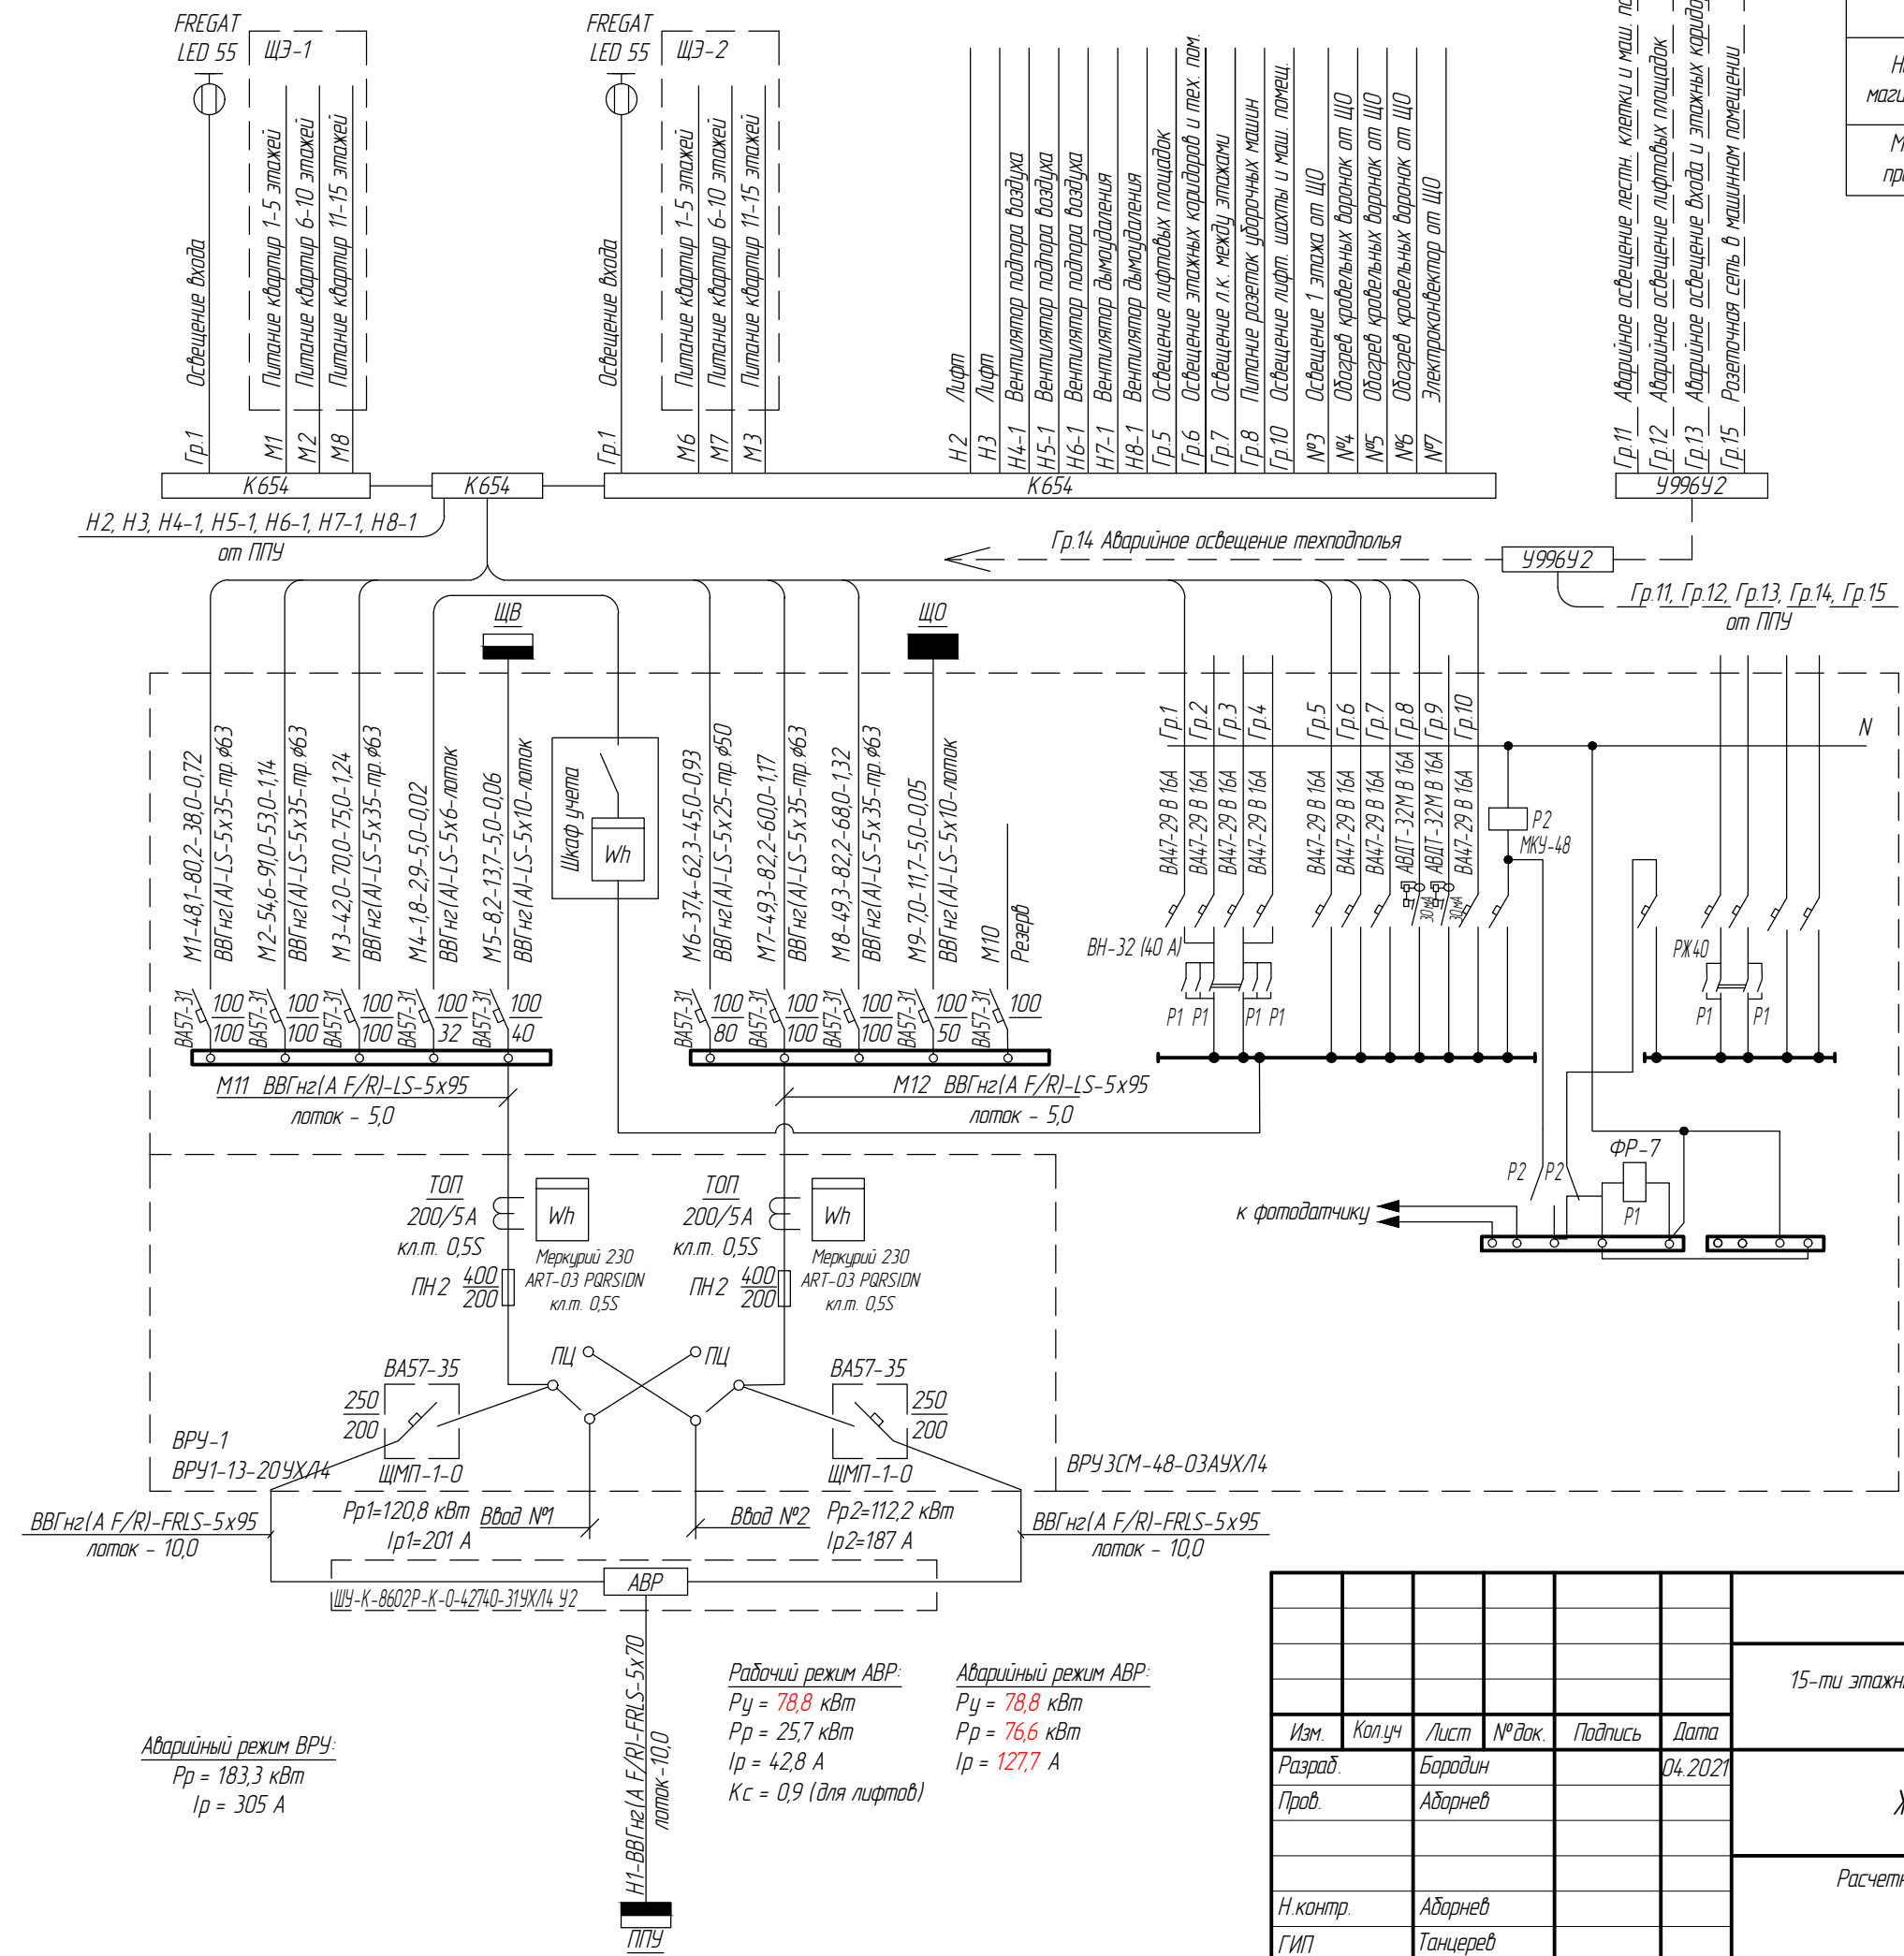 FREGAT
LED 55
ЩЭ-1
Гр.1
Освещение входа
М1
Питание квартир 1-5 этажей
М2
Питание квартир 6-10 этажей
М8
Питание квартир 11-15 этажей
FREGAT
LED 55
ЩЭ-2
Гр.1
Освещение входа
М6
Питание квартир 1-5 этажей
М7
Питание квартир 6-10 этажей
М3
Питание квартир 11-15 этажей
Н2 Лифт
Н3 Лифт
Н4-1 Вентилятор подпора воздуха
Н5-1 Вентилятор подпора воздуха
Н6-1 Вентилятор подпора воздуха
Н7-1 Вентилятор дымоудаления
Н8-1 Вентилятор дымоудаления
Гр.5 Освещение лифтовых площадок
Гр.6 Освещение этажных коридоров и тех. пом.
Гр.7 Освещение л.к. между этажами
Гр.8 Питание розеток уборочных машин
Гр.10 Освещение лифт. шахты и маш. помещ.
№3 Освещение 1 этажа от ЩО
№4 Обогрев кровельных воронок от ЩО
№5 Обогрев кровельных воронок от ЩО
№6 Обогрев кровельных воронок от ЩО
№7 Электроконвектор от ЩО
Гр.11 Аварийное освещение лестн. клетки и маш.
Гр.12 Аварийное освещение лифтовых площадок
Гр.13 Аварийное освещение входа и этажных
Гр.15 Розеточная сеть в машинном помещении
К654
К654
К654
У996У2
Н2, Н3, Н4-1, Н5-1, Н6-1, Н7-1, Н8-1
от ППУ
Гр.14 Аварийное освещение техподполья
У996У2
Гр.11, Гр.12, Гр.13, Гр.14, Гр.15
от ППУ
ЩВ
ЩО
М1-48,1-80,2-38,0-0,72
ВВГнг(А)-LS-5х35-тр.φ63
М2-54,6-91,0-53,0-1,14
ВВГнг(А)-LS-5х35-тр.φ63
М3-42,0-70,0-75,0-1,24
ВВГнг(А)-LS-5х35-тр.φ63
М4-1,8-2,9-5,0-0,02
ВВГнг(А)-LS-5х6-лоток
М5-8,2-13,7-5,0-0,06
ВВГнг(А)-LS-5х10-лоток
Шкаф учета
Wh
М6-37,4-62,3-45,0-0,93
ВВГнг(А)-LS-5х25-тр.φ50
М7-49,3-82,2-60,0-1,17
ВВГнг(А)-LS-5х35-тр.φ63
М8-49,3-82,2-68,0-1,32
ВВГнг(А)-LS-5х35-тр.φ63
М9-7,0-11,7-5,0-0,05
ВВГнг(А)-LS-5х10-лоток
М10
Резерв
Гр.1
Гр.2
Гр.3
Гр.4
Гр.5
Гр.6
Гр.7
Гр.8
Гр.9
Гр.10
N
ВА47-29 В 16А
ВА47-29 В 16А
ВА47-29 В 16А
ВА47-29 В 16А
ВА47-29 В 16А
ВА47-29 В 16А
ВА47-29 В 16А
АВДТ-32М В 16А
АВДТ-32М В 16А
ВА47-29 В 16А
30 мА
30 мА
Р2
МКУ-48
ВН-32 (40 А)
Р1 Р1 Р1 Р1
РЖ40
Р1 Р1
ВА57-31 100 100
ВА57-31 100 100
ВА57-31 100 100
ВА57-31 100 32
ВА57-31 100 40
ВА57-31 100 80
ВА57-31 100 100
ВА57-31 100 100
ВА57-31 100 50
ВА57-31 100
М11 ВВГнг(А F/R)-LS-5х95
лоток - 5,0
М12 ВВГнг(А F/R)-LS-5х95
лоток - 5,0
ТОП
200/5А
кл.т. 0,5S
Wh
Меркурий 230
ART-03 PQRSIDN
кл.т. 0,5S
ПН2 400 200
ТОП
200/5А
кл.т. 0,5S
Wh
Меркурий 230
ART-03 PQRSIDN
кл.т. 0,5S
ПН2 400 200
к фотодатчику
Р2 Р2
ФР-7
Р1
ПЦ
ПЦ
ВА57-35
250
200
ЩМП-1-0
ВА57-35
250
200
ЩМП-1-0
ВРУ-1
ВРУ1-13-20УХЛ4
ВРУ3СМ-48-03АУХЛ4
Рр1=120,8 кВт
Iр1=201 А
Ввод №1
Ввод №2
Рр2=112,2 кВт
Iр2=187 А
ВВГнг(А F/R)-FRLS-5х95
лоток - 10,0
ВВГнг(А F/R)-FRLS-5х95
лоток - 10,0
АВР
ШУ-К-8602Р-К-0-42740-31УХЛ4 У2
Н1-ВВГнг(А F/R)-FRLS-5х70
лоток-10,0
ППУ
Аварийный режим ВРУ:
Рр = 183,3 кВт
Iр = 305 А
Рабочий режим АВР:
Ру = 78,8 кВт
Рр = 25,7 кВт
Iр = 42,8 А
Кс = 0,9 (для лифтов)
Аварийный режим АВР:
Ру = 78,8 кВт
Рр = 76,6 кВт
Iр = 127,7 А
15-ти
Изм. Кол.уч Лист №док. Подпись Дата
Разраб. Бородин 04.2021
Пров. Аборнев
Н.контр. Аборнев
ГИП Танцерев